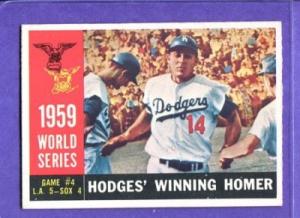 1959
WORLD
SERIES
GAME #4
L.A. 5-SOX 4
Dodgers
14
HODGES' WINNING HOMER